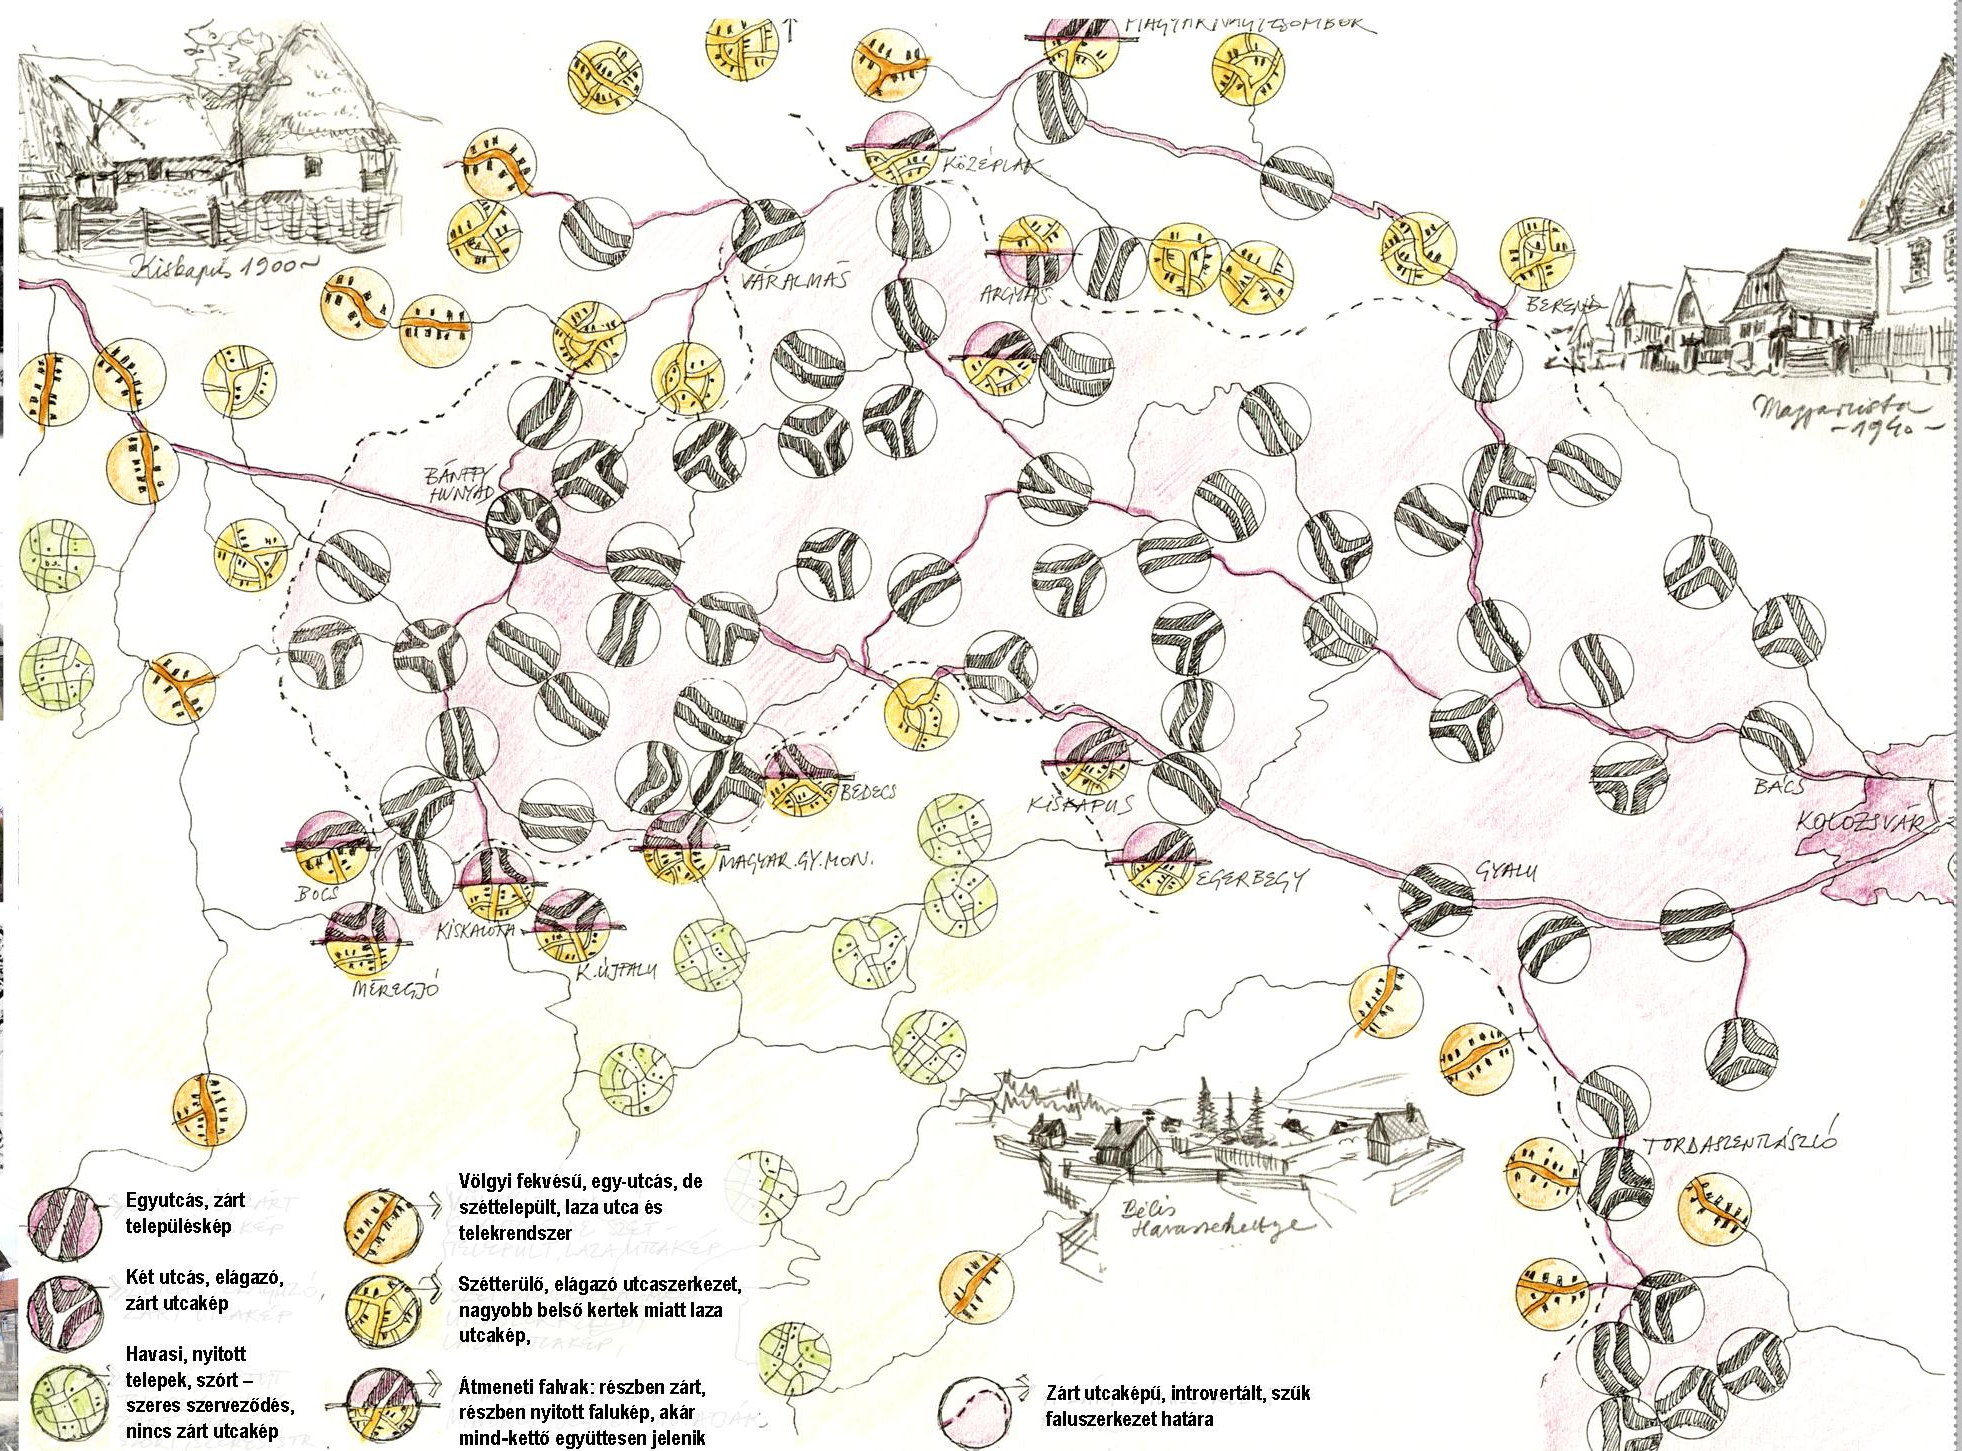 MAGYARNAGYZSOMBOR
KÖZÉPLAK
Kiskapus 1900~
VÁRALMÁS
ARGYAS
BEREND
Magyarvista
~1940~
BÁNFFY
HUNYAD
BEDECS
KISKAPUS
BÁCS
KOLOZSVÁR
MAGYAR.GY.MON.
EGERBEGY
GYALU
BOCS
KISKALOTA
K.ÚJFALU
MEREGJÓ
TORDASZENTLÁSZLÓ
Bélis
Egyutcás, zárt
településkép
Két utcás, elágazó,
zárt utcakép
Havasi, nyitott
telepek, szórt –
szeres szerveződés,
nincs zárt utcakép
Völgyi fekvésű, egy-utcás, de
széttelepült, laza utca és
telekrendszer
Szétterülő, elágazó utcaszerkezet,
nagyobb belső kertek miatt laza
utcakép,
Átmeneti falvak: részben zárt,
részben nyitott falukép, akár
mind-kettő együttesen jelenik
Zárt utcaképű, introvertált, szűk
faluszerkezet határa